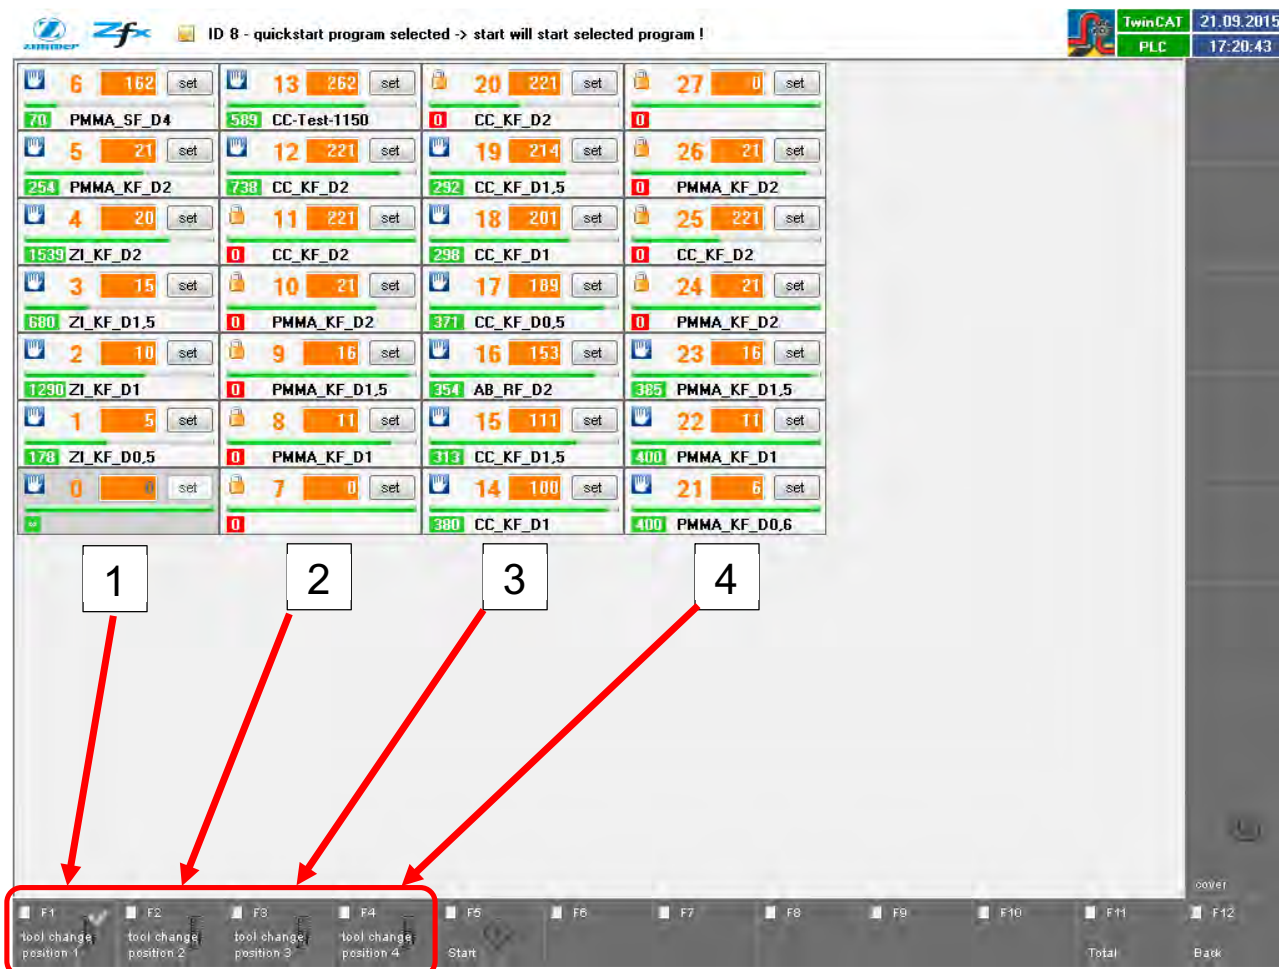 zimmer Zfx ID 8 - quickstart program selected -> start will start selected program ! TwinCAT 21.09.2015
PLC 17:20:43
6 162 set 13 262 set 20 221 set 27 0 set
70 PMMA_SF_D4 589 CC-Test-1150 0 CC_KF_D2 0
5 21 set 12 221 set 19 214 set 26 21 set
254 PMMA_KF_D2 738 CC_KF_D2 292 CC_KF_D1,5 0 PMMA_KF_D2
4 20 set 11 221 set 18 201 set 25 221 set
1539 ZI_KF_D2 0 CC_KF_D2 298 CC_KF_D1 0 CC_KF_D2
3 15 set 10 21 set 17 189 set 24 21 set
680 ZI_KF_D1,5 0 PMMA_KF_D2 371 CC_KF_D0,5 0 PMMA_KF_D2
2 10 set 9 16 set 16 153 set 23 16 set
1290 ZI_KF_D1 0 PMMA_KF_D1,5 354 AB_RF_D2 385 PMMA_KF_D1,5
1 5 set 8 11 set 15 111 set 22 11 set
178 ZI_KF_D0,5 0 PMMA_KF_D1 313 CC_KF_D1,5 400 PMMA_KF_D1
0 0 set 7 0 set 14 100 set 21 6 set
∞ 0 380 CC_KF_D1 400 PMMA_KF_D0,6
1 2 3 4
cover
F1 F2 F3 F4 F5 F6 F7 F8 F9 F10 F11 F12
tool change tool change tool change tool change
position 1 position 2 position 3 position 4 Start Total Back